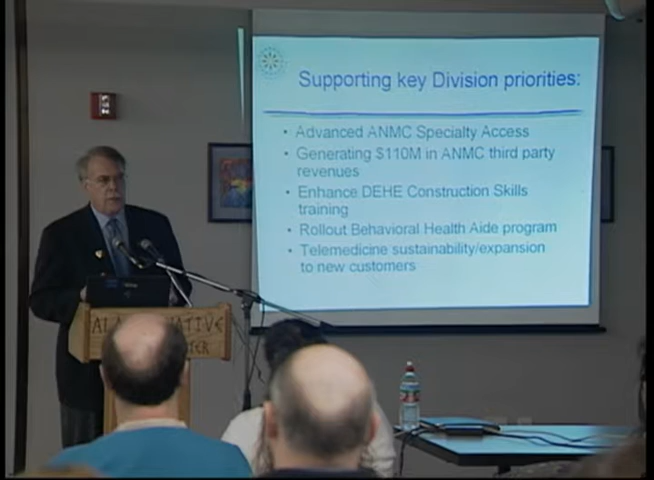 Supporting key Division priorities:
• Advanced ANMC Specialty Access
• Generating $110M in ANMC third party
revenues
• Enhance DEHE Construction Skills
training
• Rollout Behavioral Health Aide program
• Telemedicine sustainability/expansion
to new customers